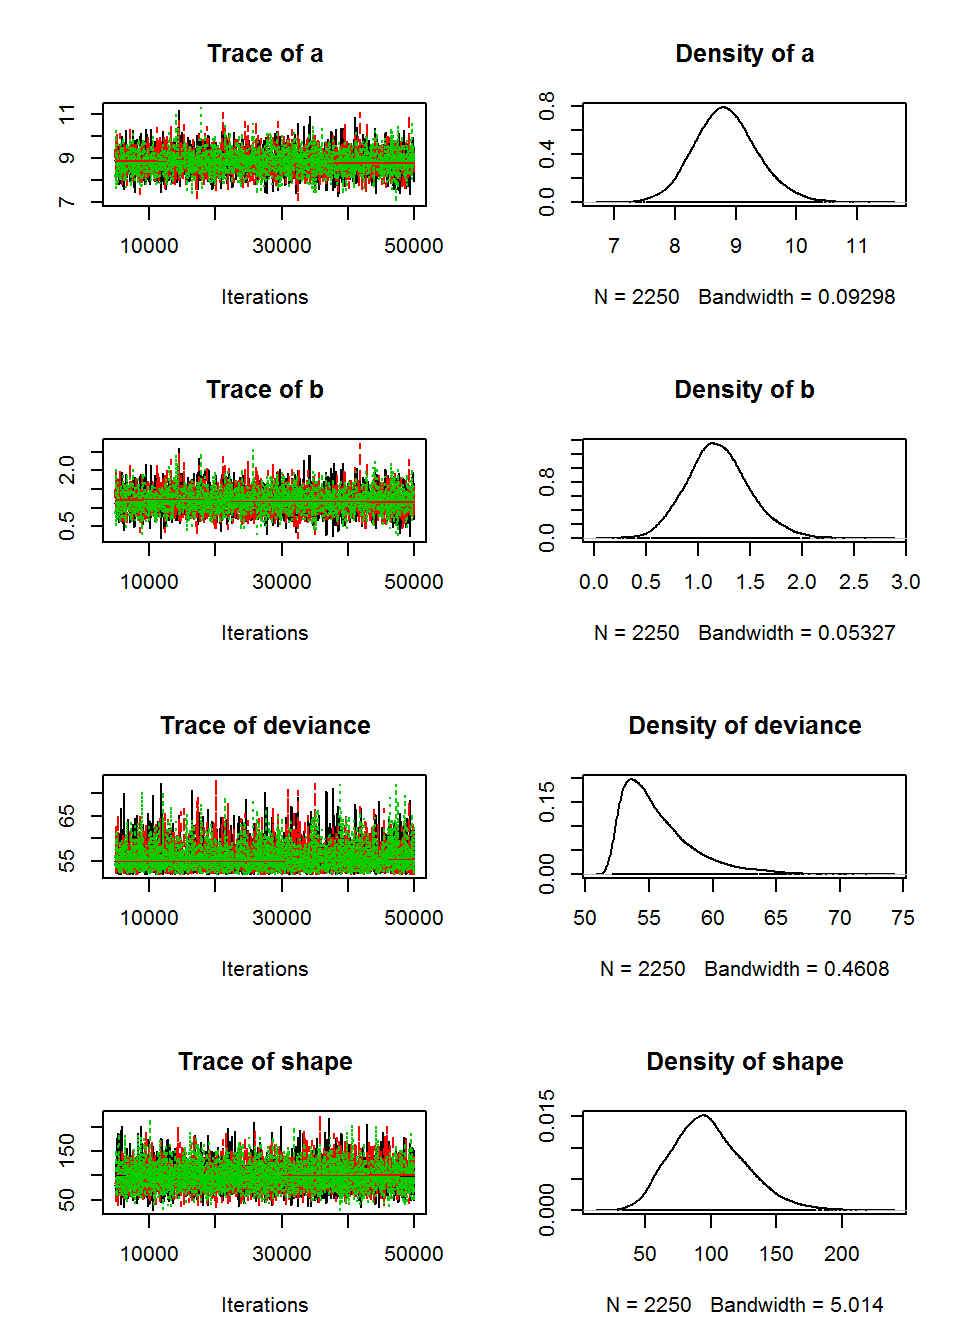 Trace of a
11
9
7
10000 30000 50000
Iterations
Density of a
0.8
0.4
0.0
7 8 9 10 11
N = 2250 Bandwidth = 0.09298
Trace of b
2.0
0.5
10000 30000 50000
Iterations
Density of b
0.8
0.0
0.0 0.5 1.0 1.5 2.0 2.5 3.0
N = 2250 Bandwidth = 0.05327
Trace of deviance
65
55
10000 30000 50000
Iterations
Density of deviance
0.15
0.00
50 55 60 65 70 75
N = 2250 Bandwidth = 0.4608
Trace of shape
150
50
10000 30000 50000
Iterations
Density of shape
0.015
0.000
50 100 150 200
N = 2250 Bandwidth = 5.014